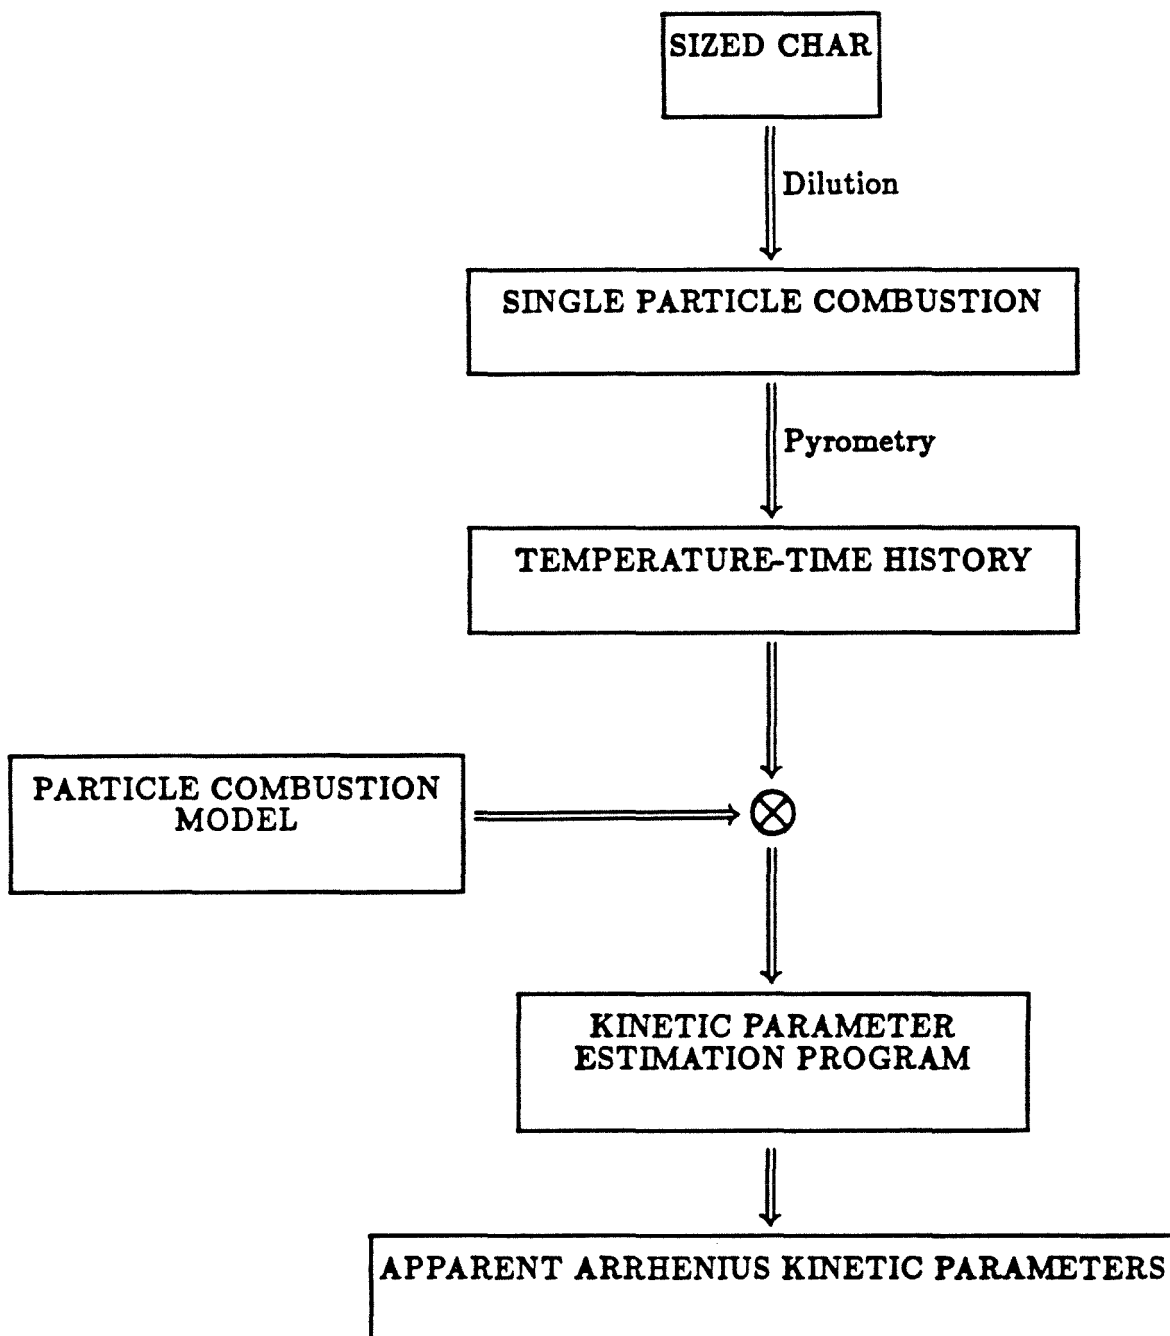 SIZED CHAR
Dilution
SINGLE PARTICLE COMBUSTION
Pyrometry
TEMPERATURE-TIME HISTORY
PARTICLE COMBUSTION
MODEL
KINETIC PARAMETER
ESTIMATION PROGRAM
APPARENT ARRHENIUS KINETIC PARAMETERS